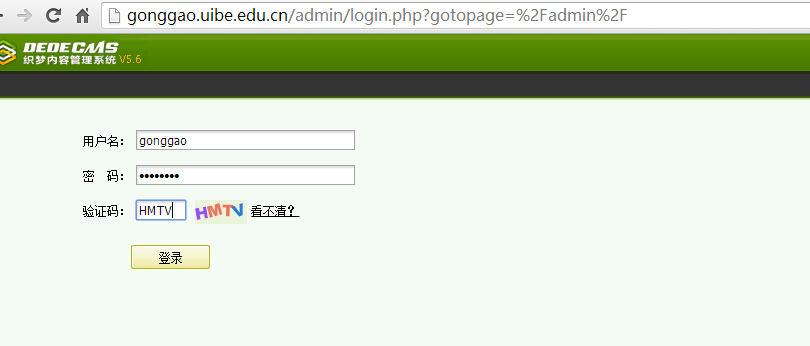 gonggao.uibe.edu.cn/admin/login.php?gotopage=%2Fadmin%2F
DEDECMS
织梦内容管理系统 V5.6
用户名： gonggao
密 码： ••••••••
验证码： HMTV HMTV 看不清？
登录